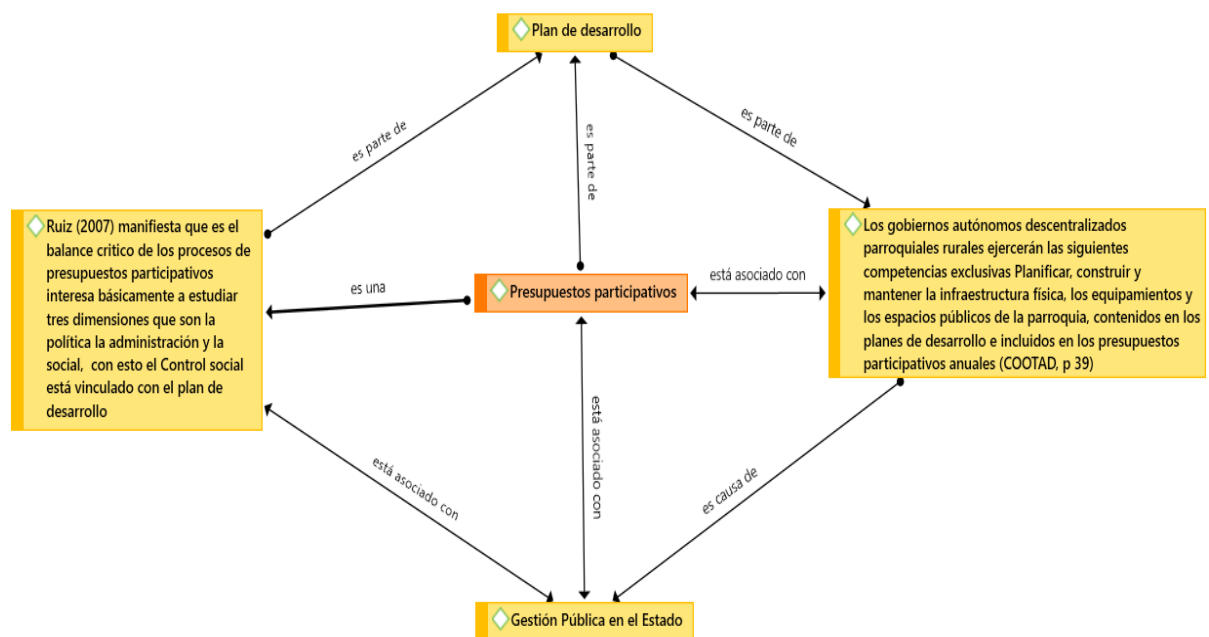 Plan de desarrollo
es parte de
es parte de
es parte de
Ruiz (2007) manifiesta que es el
balance critico de los procesos de
presupuestos participativos
interesa básicamente a estudiar
tres dimensiones que son la
política la administración y la
social, con esto el Control social
está vinculado con el plan de
desarrollo
es una
Presupuestos participativos
está asociado con
Los gobiernos autónomos descentralizados
parroquiales rurales ejercerán las siguientes
competencias exclusivas Planificar, construir y
mantener la infraestructura física, los equipamientos y
los espacios públicos de la parroquia, contenidos en los
planes de desarrollo e incluidos en los presupuestos
participativos anuales (COOTAD, p 39)
está asociado con
está asociado con
es causa de
Gestión Pública en el Estado